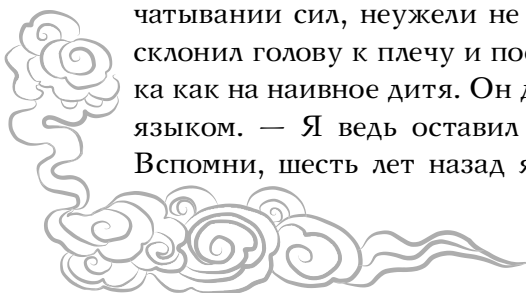 чатывании сил, неужели не
склонил голову к плечу и
ка как на наивное дитя. Он
языком. — Я ведь оставил
Вспомни, шесть лет назад